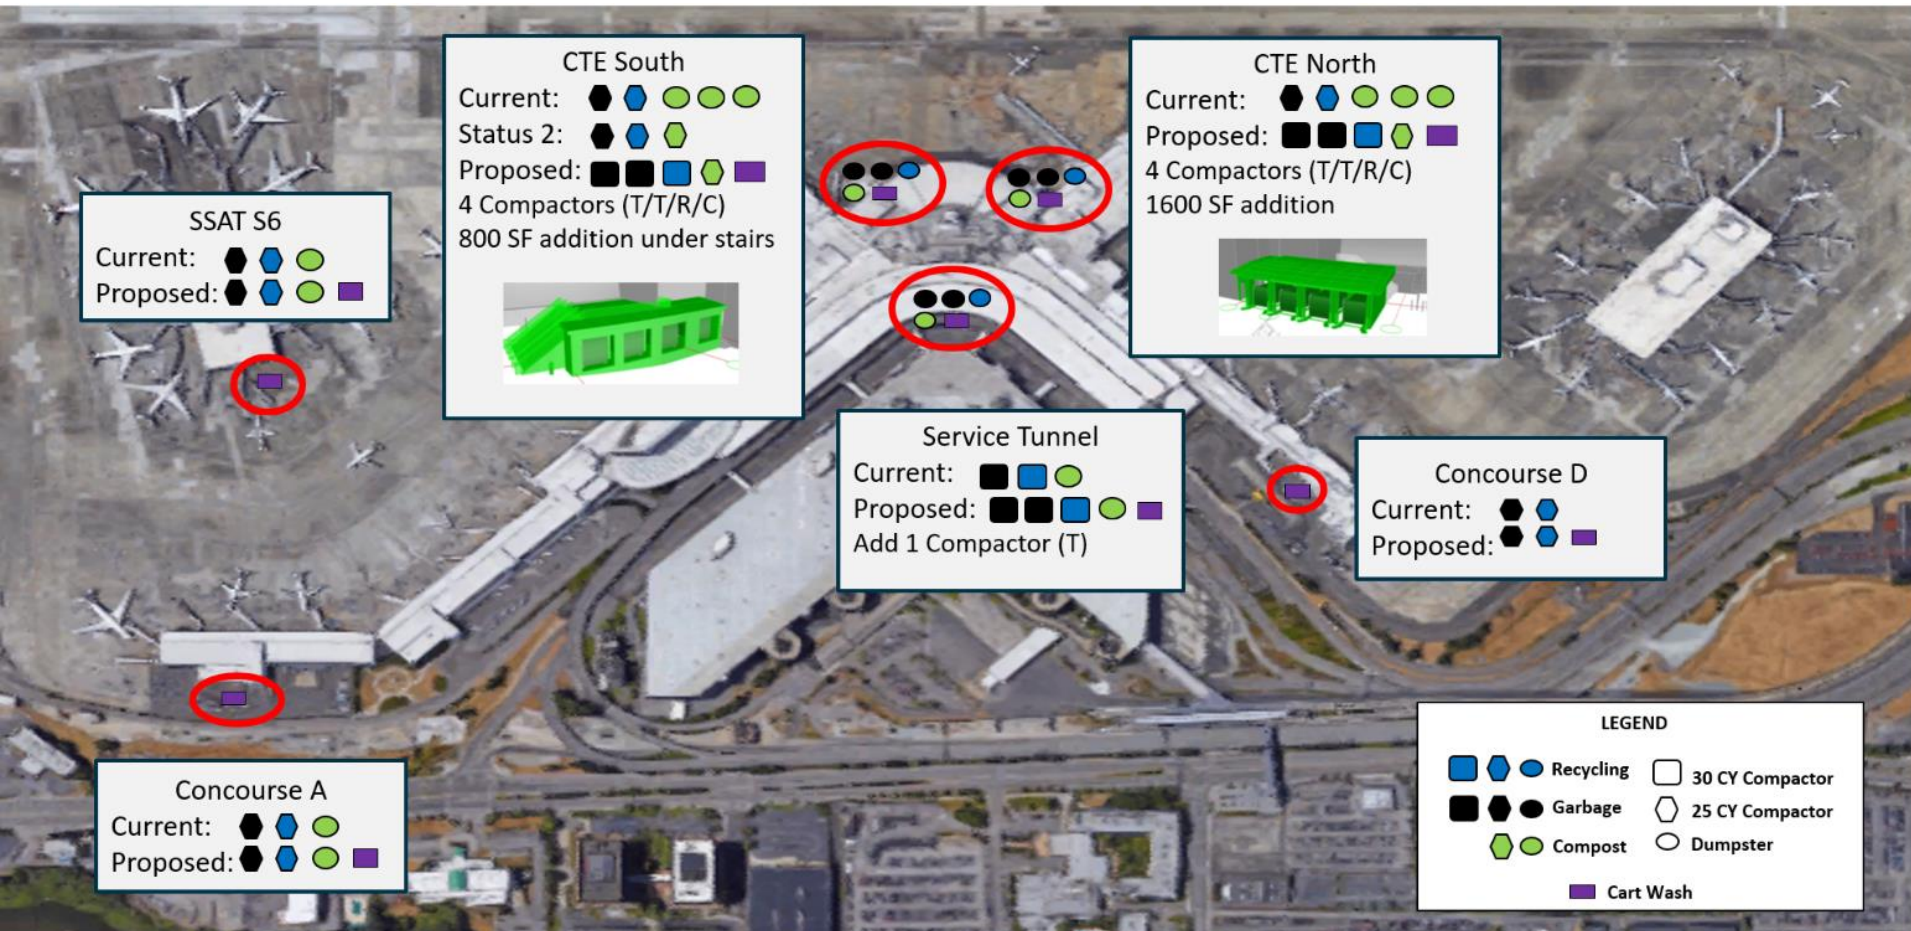 CTE South
Current:
Status 2:
Proposed:
4 Compactors (T/T/R/C)
800 SF addition under stairs
CTE North
Current:
Proposed:
4 Compactors (T/T/R/C)
1600 SF addition
SSAT S6
Current:
Proposed:
Service Tunnel
Current:
Proposed:
Add 1 Compactor (T)
Concourse D
Current:
Proposed:
Concourse A
Current:
Proposed:
LEGEND
Recycling
30 CY Compactor
Garbage
25 CY Compactor
Compost
Dumpster
Cart Wash